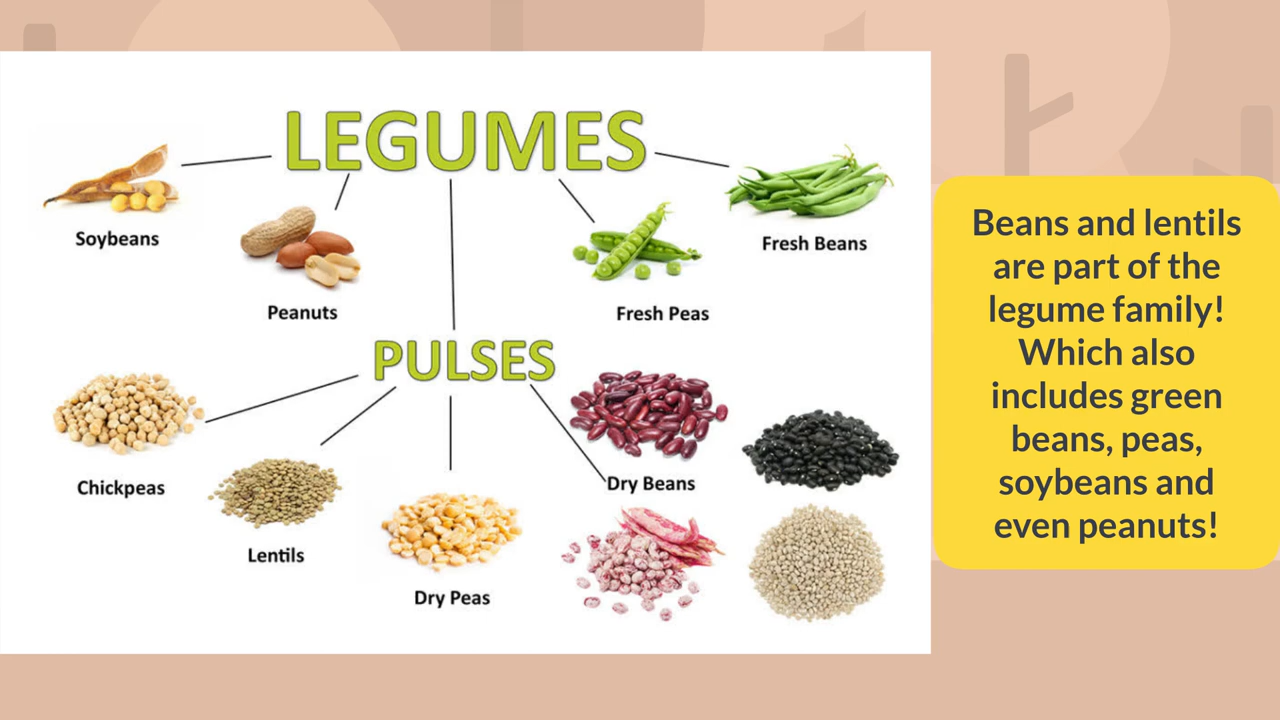 LEGUMES
Soybeans
Peanuts
Fresh Peas
Fresh Beans
PULSES
Chickpeas
Lentils
Dry Peas
Dry Beans
Beans and lentils
are part of the
legume family!
Which also
includes green
beans, peas,
soybeans and
even peanuts!